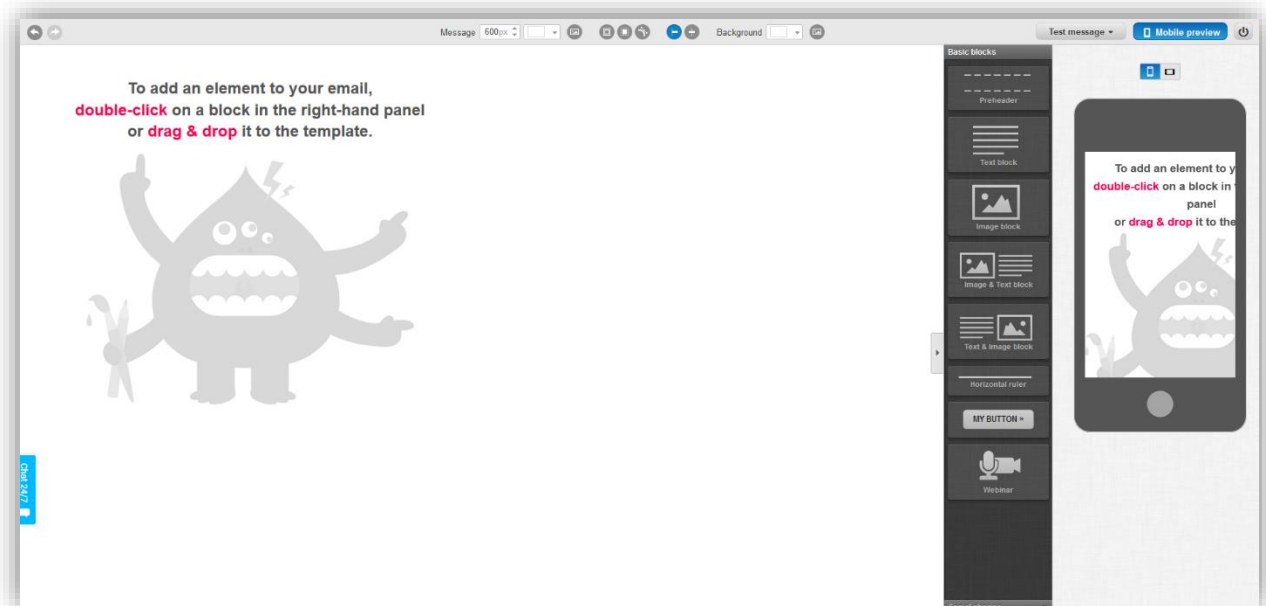 Message 600px Background Test message Mobile preview
To add an element to your email,
double-click on a block in the right-hand panel
or drag & drop it to the template.
Chat 24/7
Basic blocks
Preheader
Text block
Image block
Image & Text block
Text & Image block
Horizontal ruler
MY BUTTON »
Webinar
To add an element to y
double-click on a block in
panel
or drag & drop it to the